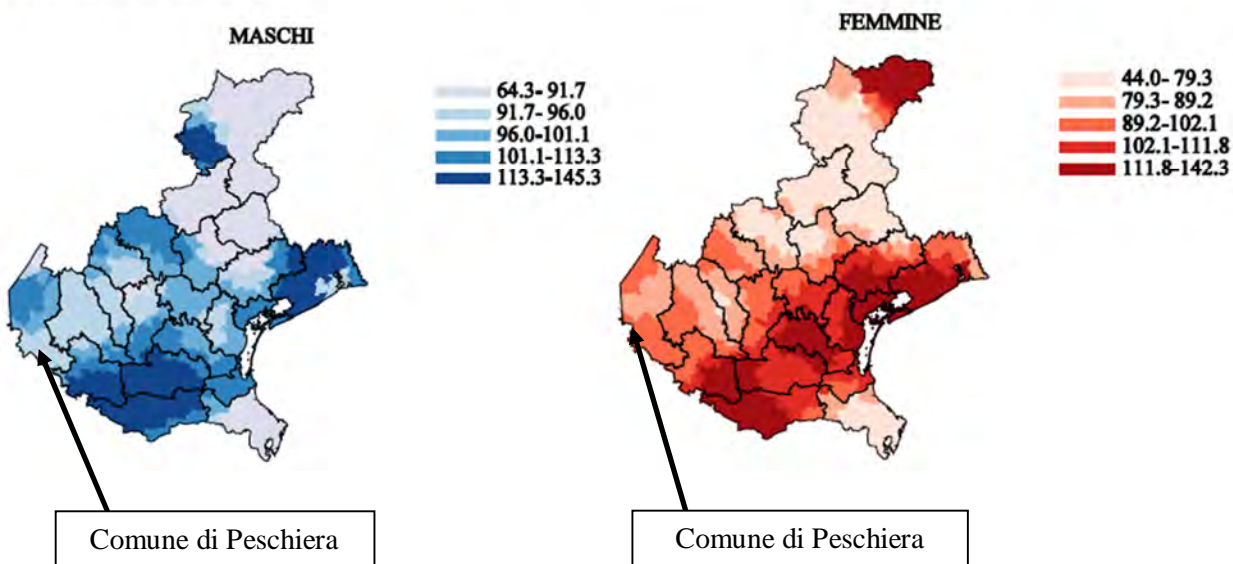 MASCHI
64.3- 91.7
91.7- 96.0
96.0-101.1
101.1-113.3
113.3-145.3
Comune di Peschiera
FEMMINE
44.0- 79.3
79.3- 89.2
89.2-102.1
102.1-111.8
111.8-142.3
Comune di Peschiera